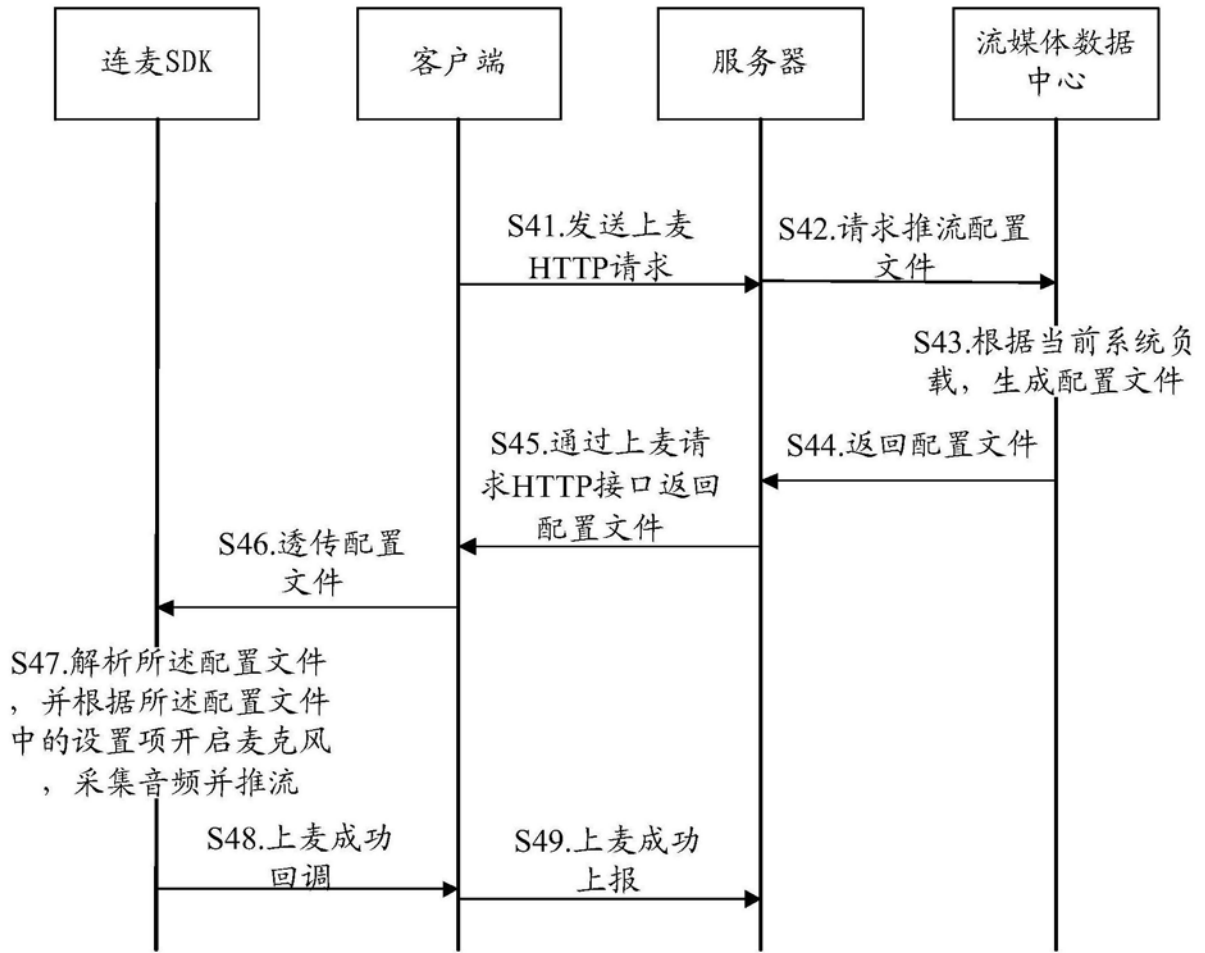 连麦SDK
客户端
服务器
流媒体数据
中心
S41.发送上麦
HTTP请求
S42.请求推流配置
文件
S43.根据当前系统负
载，生成配置文件
S44.返回配置文件
S45.通过上麦请
求HTTP接口返回
配置文件
S46.透传配置
文件
S47.解析所述配置文件
，并根据所述配置文件
中的设置项开启麦克风
，采集音频并推流
S48.上麦成功
回调
S49.上麦成功
上报